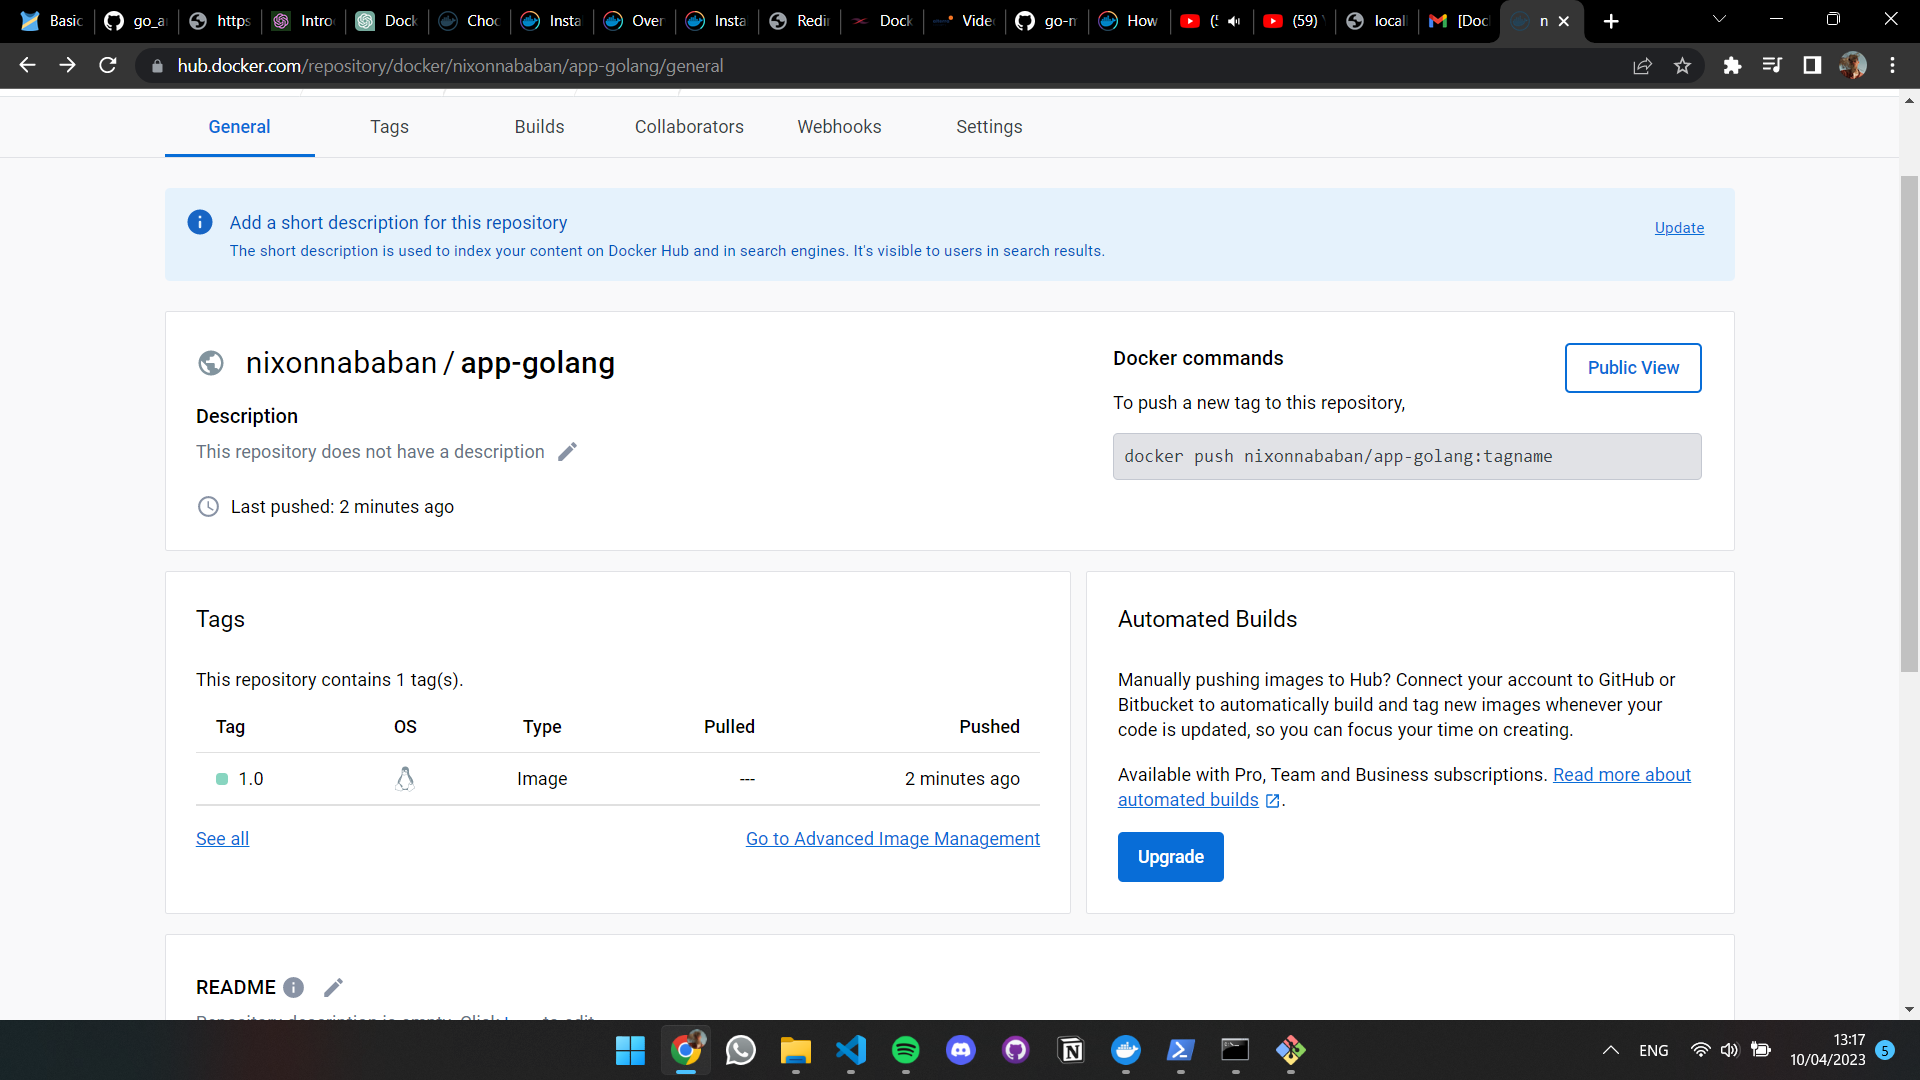 Basic
go_a
https
Intro
Dock
Choc
Insta
Over
Insta
Redir
Dock
Vide
go-m
How
(5
(59) Y
local
[Doc
n
hub.docker.com/repository/docker/nixonnababan/app-golang/general
General Tags Builds Collaborators Webhooks Settings
Add a short description for this repository
The short description is used to index your content on Docker Hub and in search engines. It's visible to users in search results.
Update
nixonnababan / app-golang
Description
This repository does not have a description
Last pushed: 2 minutes ago
Docker commands
Public View
To push a new tag to this repository,
docker push nixonnababan/app-golang:tagname
Tags
This repository contains 1 tag(s).
Tag OS Type Pulled Pushed
1.0 Image --- 2 minutes ago
See all
Go to Advanced Image Management
Automated Builds
Manually pushing images to Hub? Connect your account to GitHub or
Bitbucket to automatically build and tag new images whenever your
code is updated, so you can focus your time on creating.
Available with Pro, Team and Business subscriptions. Read more about
automated builds .
Upgrade
README
Repository description is empty. Click here to edit.
ENG
13:17
10/04/2023
5